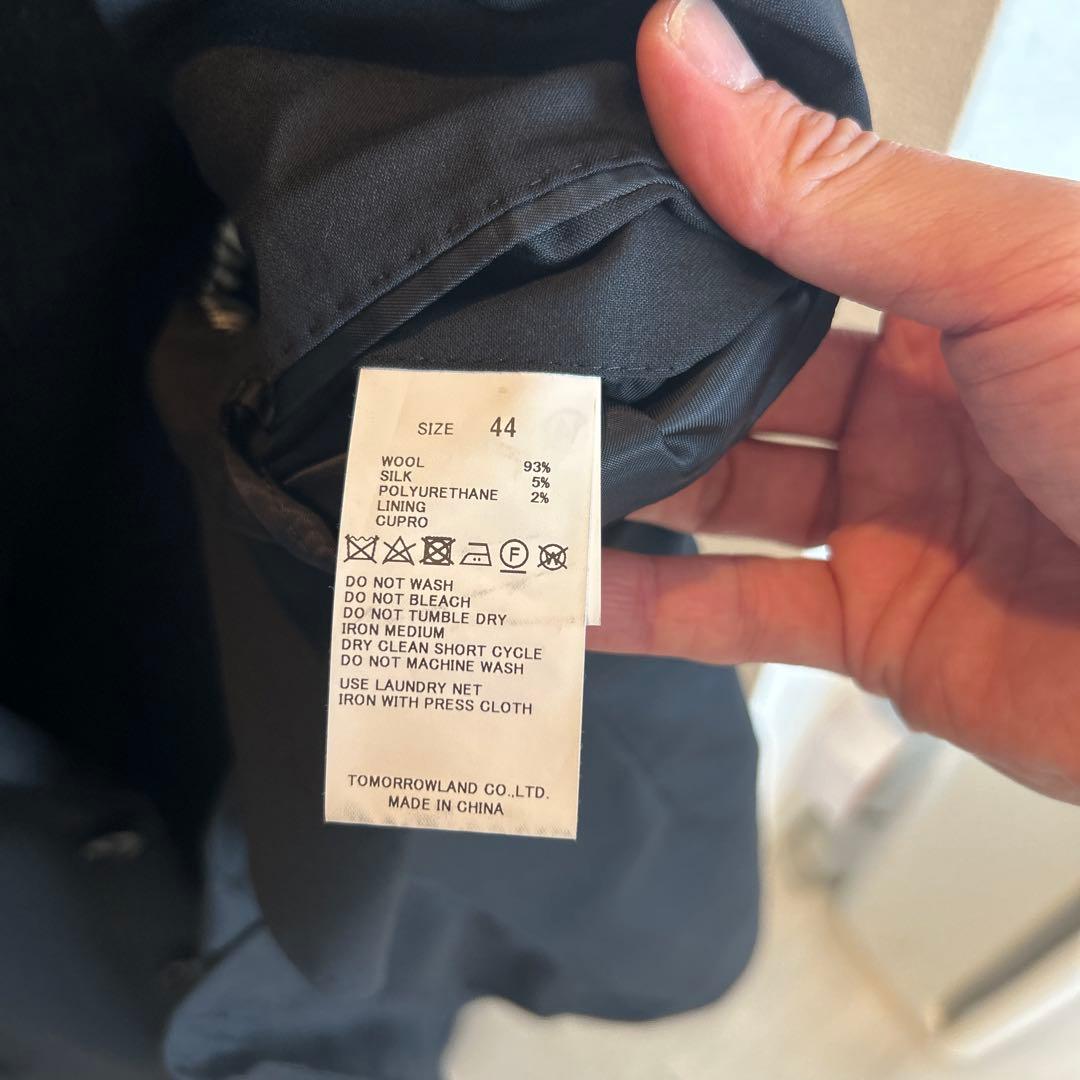 SIZE 44
WOOL 93%
SILK 5%
POLYURETHANE 2%
LINING
CUPRO
F W
DO NOT WASH
DO NOT BLEACH
DO NOT TUMBLE DRY
IRON MEDIUM
DRY CLEAN SHORT CYCLE
DO NOT MACHINE WASH
USE LAUNDRY NET
IRON WITH PRESS CLOTH
TOMORROWLAND CO.,LTD.
MADE IN CHINA